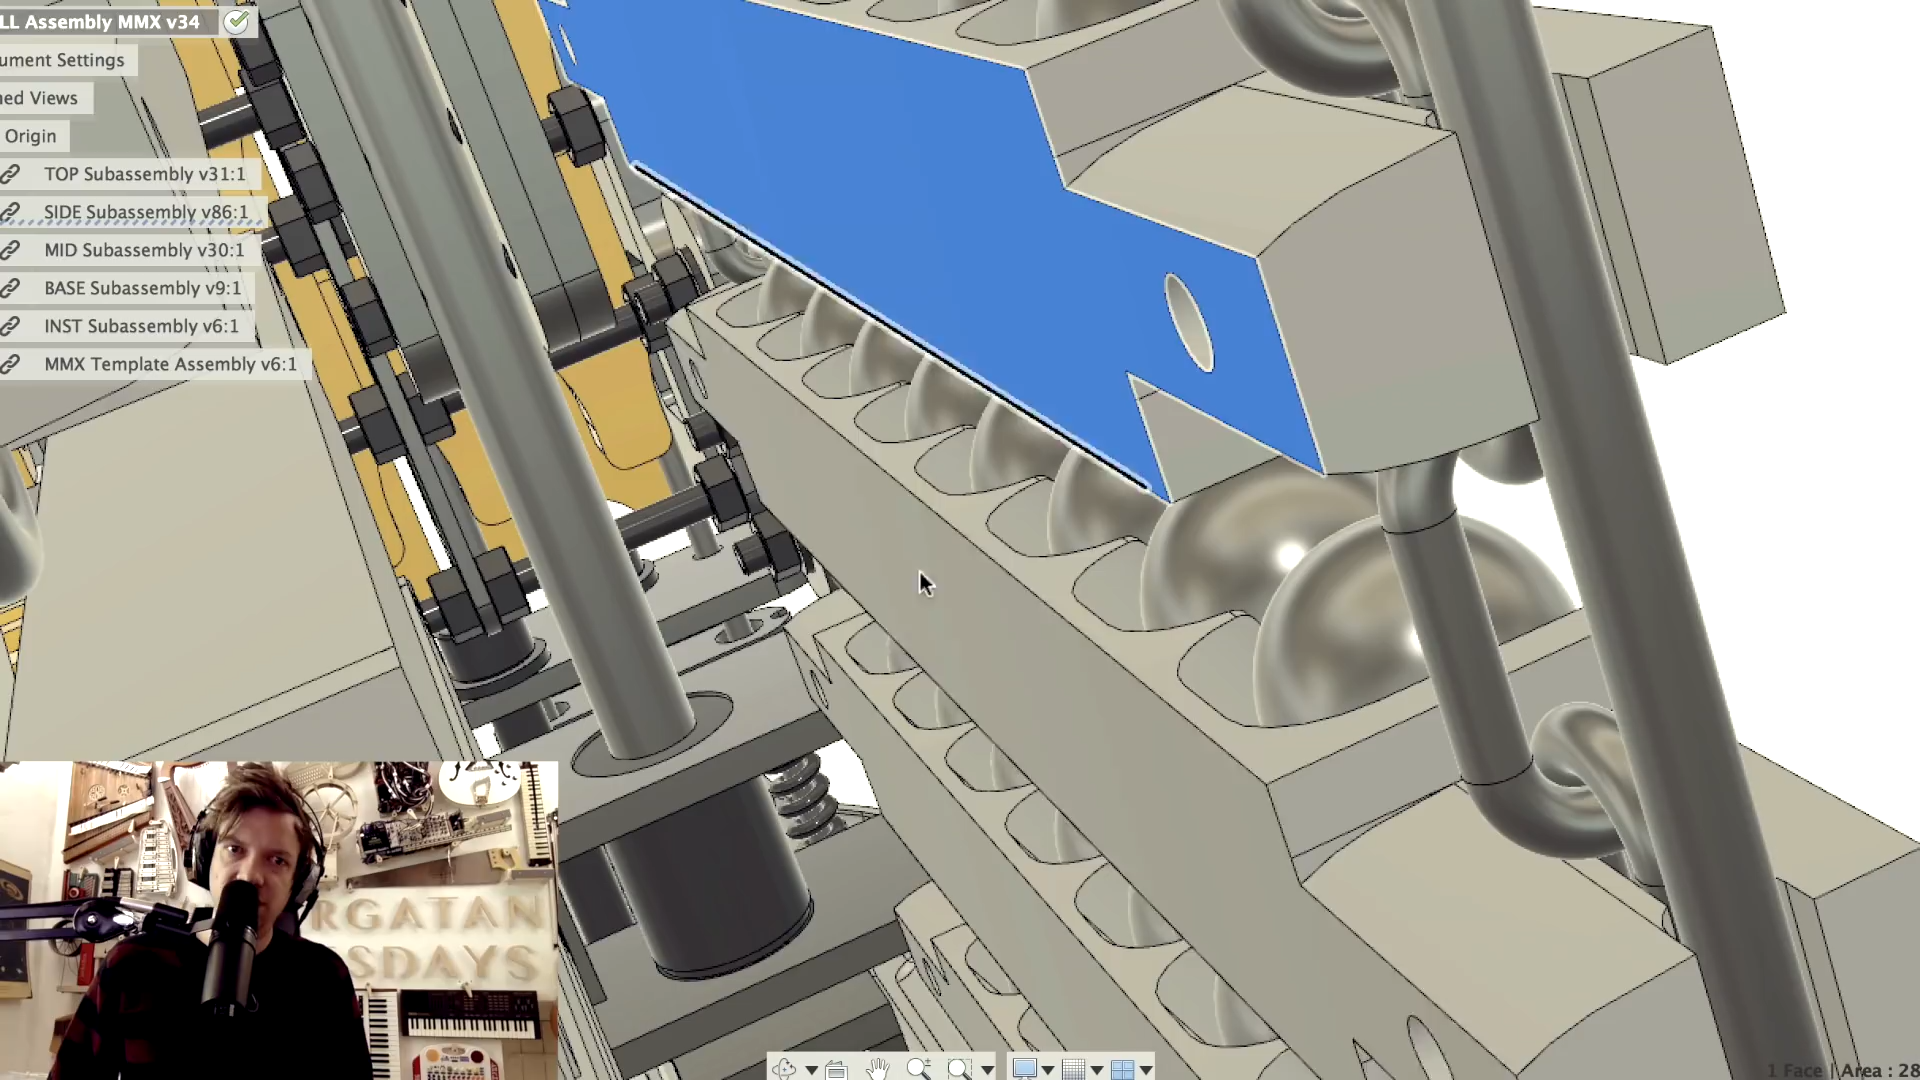 LL Assembly MMX v34
ument Settings
ned Views
Origin
TOP Subassembly v31:1
SIDE Subassembly v86:1
MID Subassembly v30:1
BASE Subassembly v9:1
INST Subassembly v6:1
MMX Template Assembly v6:1
RGATAN
SDAYS
1 Face | Area : 28